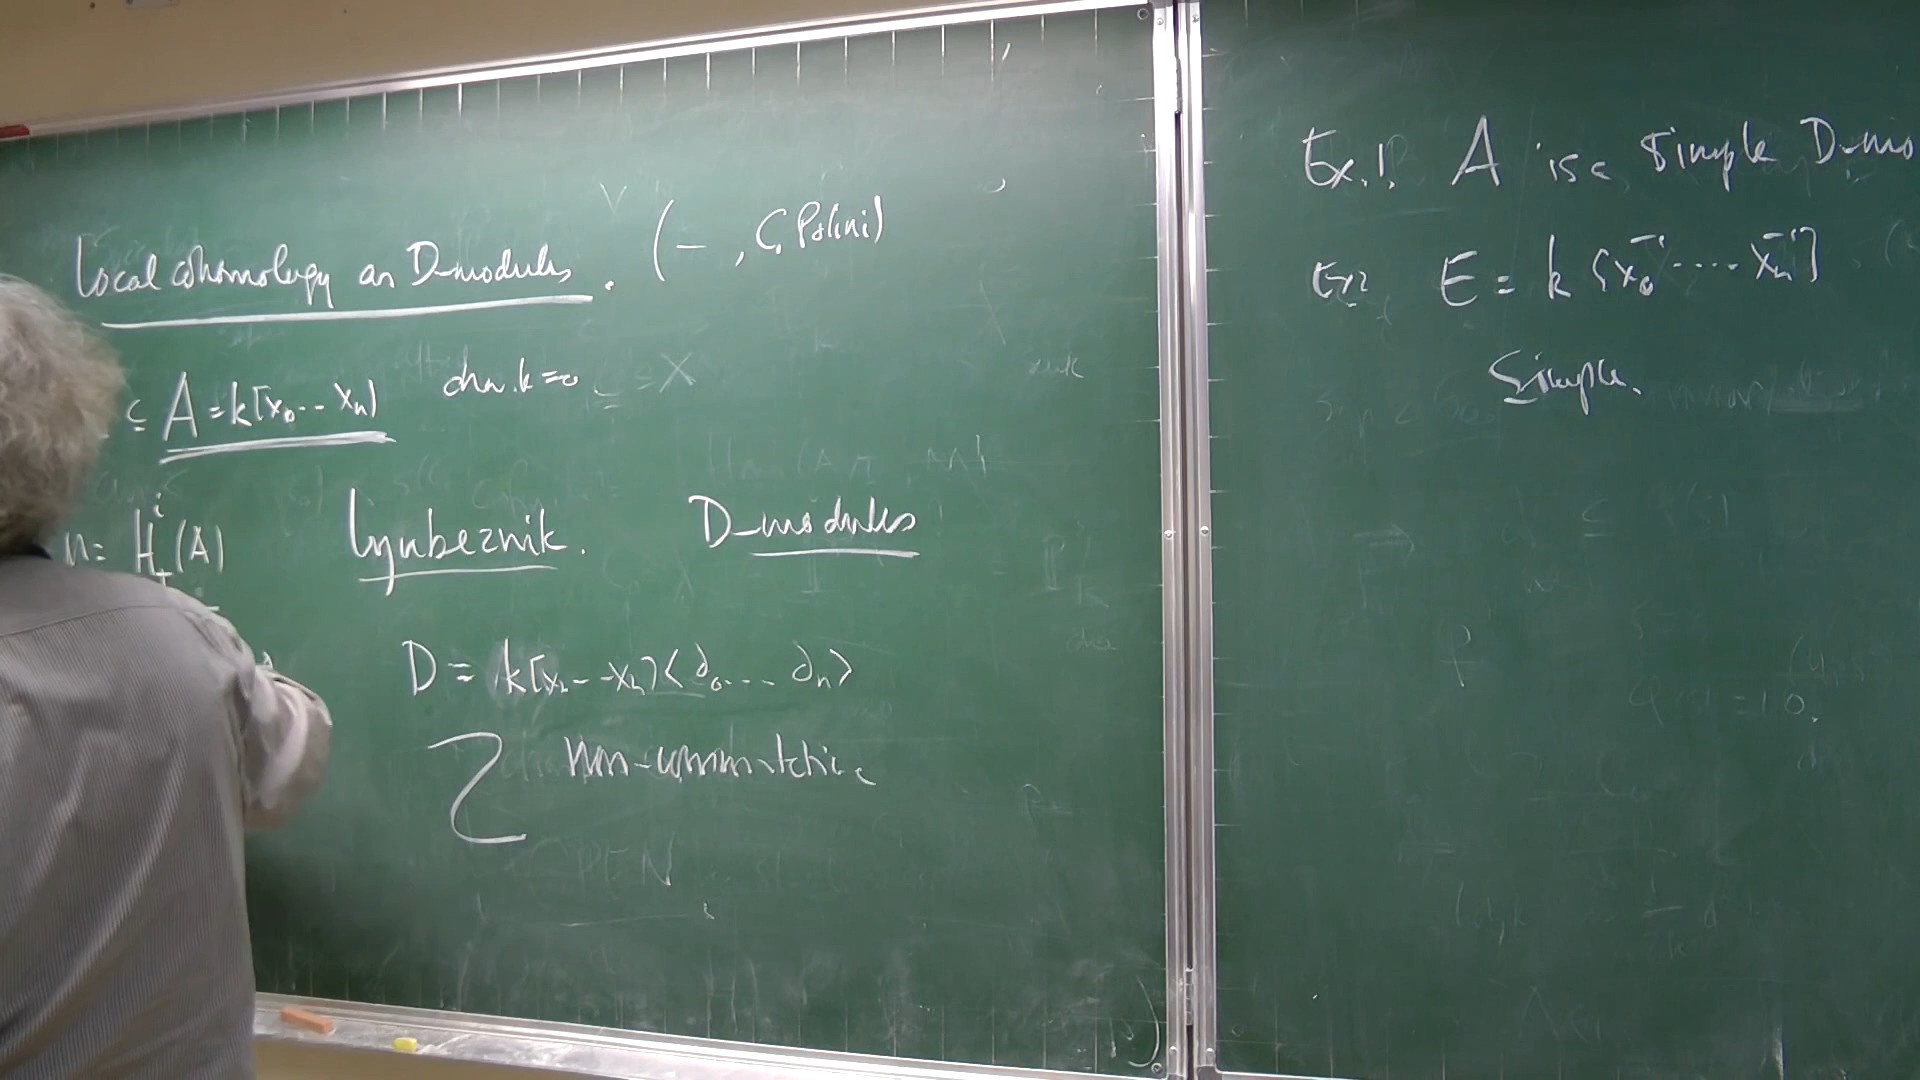 Local cohomology as D-modules. (– , C. Polini)
⊆ A = k[x₀ -- xₙ] char. k = 0
M = Hᴵⁱ(A) Lyubeznik. D-modules
D = k[x₀ -- xₙ]<∂₀ ... ∂ₙ>
non-commutative
Ex. 1. A is a simple D-mo
Ex 2 E = k[x₀⁻¹ .... xₙ⁻¹]
Simple.